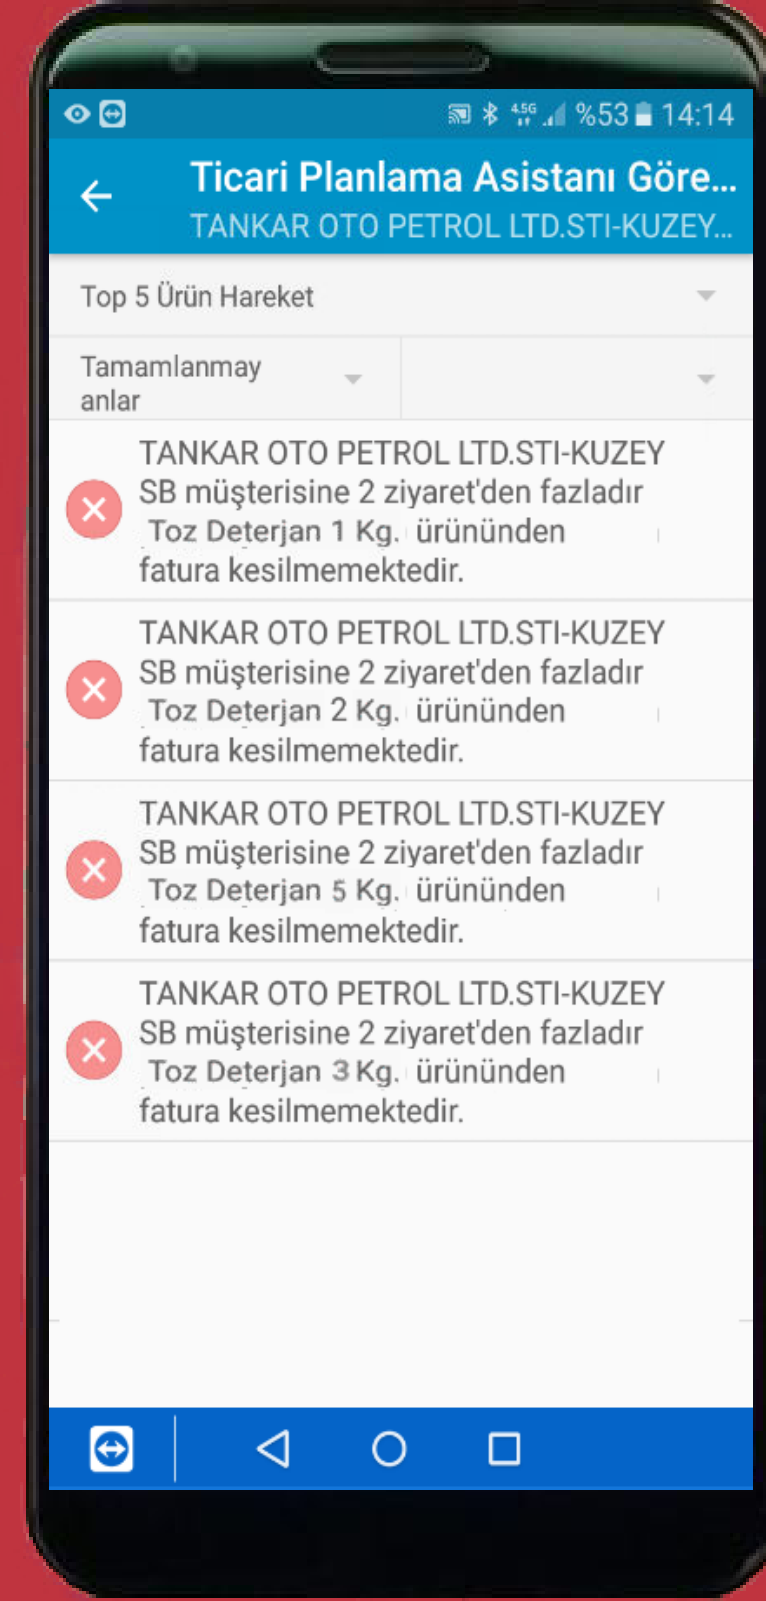 4.5G %53 14:14
Ticari Planlama Asistanı Göre...
TANKAR OTO PETROL LTD.STI-KUZEY...
Top 5 Ürün Hareket
Tamamlanmay
anlar
TANKAR OTO PETROL LTD.STI-KUZEY
SB müşterisine 2 ziyaret'den fazladır
Toz Deterjan 1 Kg. ürününden
fatura kesilmemektedir.
TANKAR OTO PETROL LTD.STI-KUZEY
SB müşterisine 2 ziyaret'den fazladır
Toz Deterjan 2 Kg. ürününden
fatura kesilmemektedir.
TANKAR OTO PETROL LTD.STI-KUZEY
SB müşterisine 2 ziyaret'den fazladır
Toz Deterjan 5 Kg. ürününden
fatura kesilmemektedir.
TANKAR OTO PETROL LTD.STI-KUZEY
SB müşterisine 2 ziyaret'den fazladır
Toz Deterjan 3 Kg. ürününden
fatura kesilmemektedir.